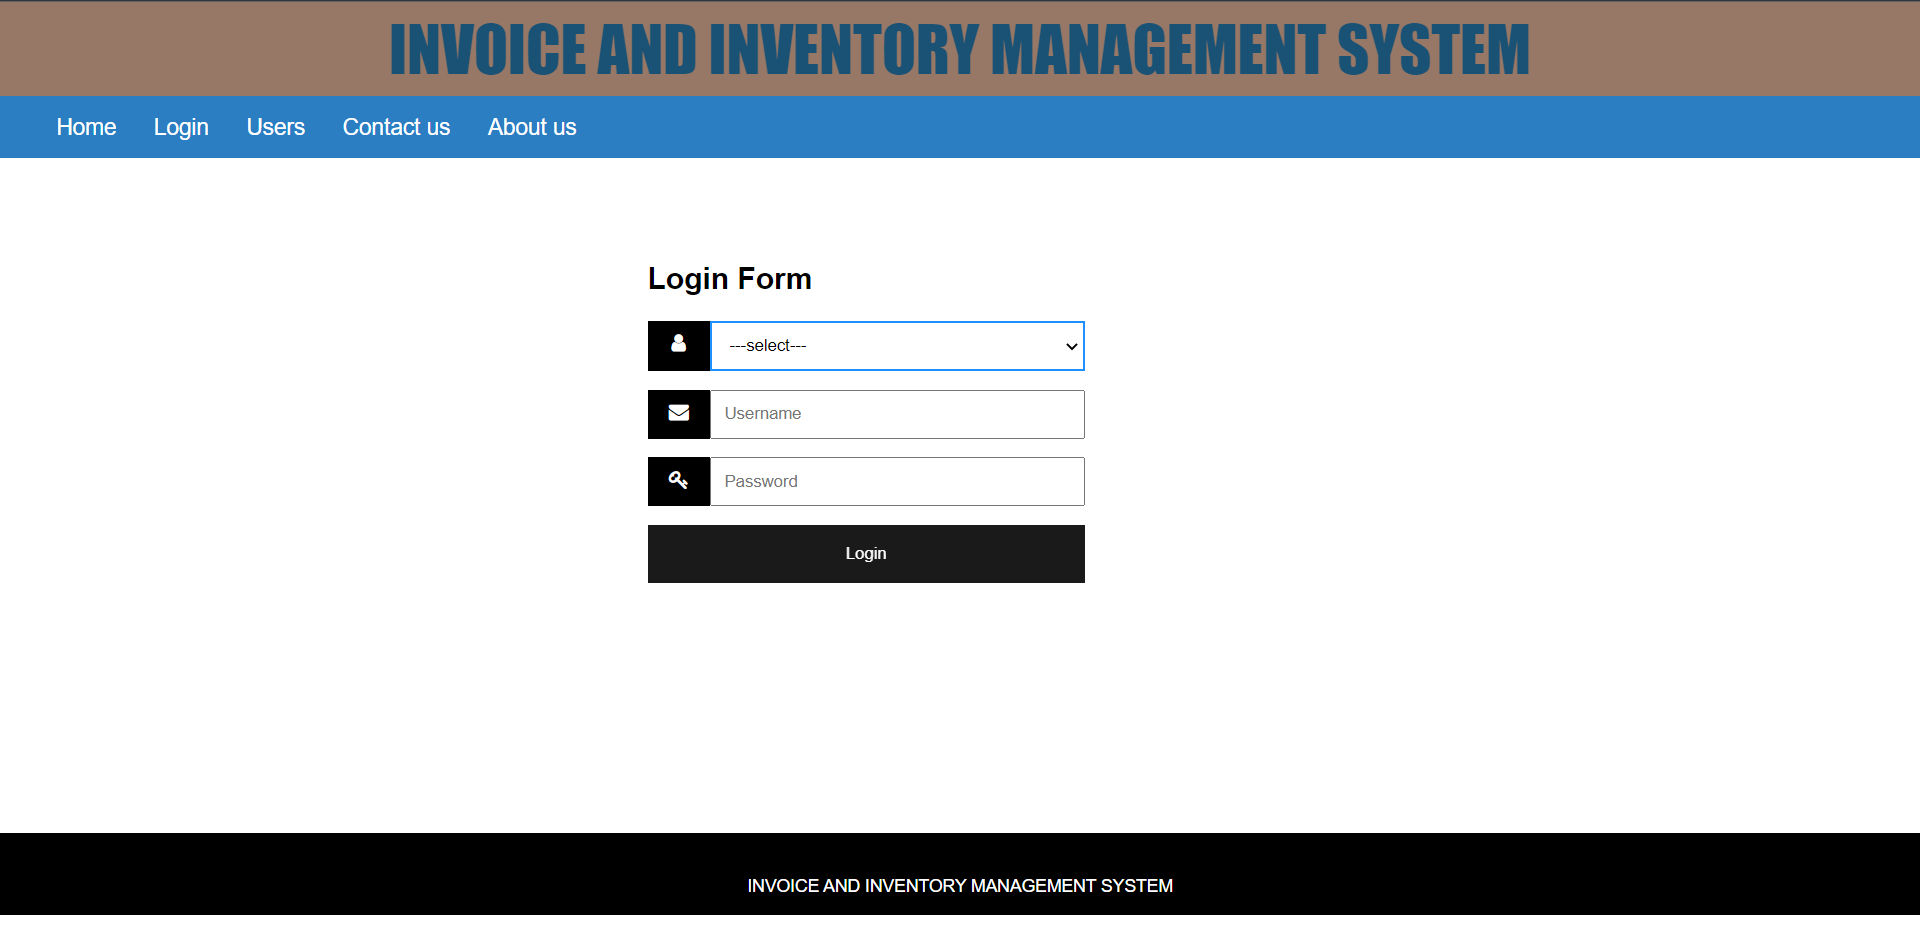 INVOICE AND INVENTORY MANAGEMENT SYSTEM
Home Login Users Contact us About us
Login Form
---select---
Username
Password
Login
INVOICE AND INVENTORY MANAGEMENT SYSTEM